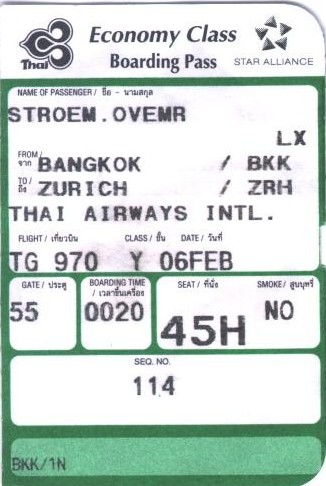 Thai
Economy Class
Boarding Pass
STAR ALLIANCE
NAME OF PASSENGER / ชื่อ - นามสกุล
STROEM.OVEMR
LX
FROM / จาก BANGKOK / BKK
TO / ถึง ZURICH / ZRH
THAI AIRWAYS INTL.
FLIGHT / เที่ยวบิน CLASS / ชั้น DATE / วันที่
TG 970 Y 06FEB
GATE / ประตู BOARDING TIME / เวลาขึ้นเครื่อง SEAT / ที่นั่ง SMOKE / สูบบุหรี่
55 0020 45H NO
SEQ. NO.
114
BKK/1N